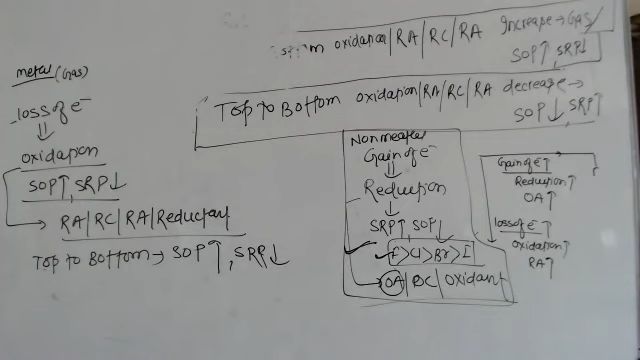 oxidation/RA/RC/RA Increase→Gas/
SOP↑, SRP↓
Top to Bottom oxidation/RA/RC/RA decrease→
SOP↓, SRP↑
metal (Gas)
loss of e⁻
⇓
oxidation
SOP↑ SRP↓
→ RA/RC/RA/Reductant
Top to Bottom → SOP↑, SRP↓
Gain of e⁻
⇓
Reduction
↓
SRP↑ SOP↓
F>Cl>Br>I
OA/ /oxidant
Gain of e↑
Reduction↑
OA↑
loss of e↑
oxidation↑
RA↑